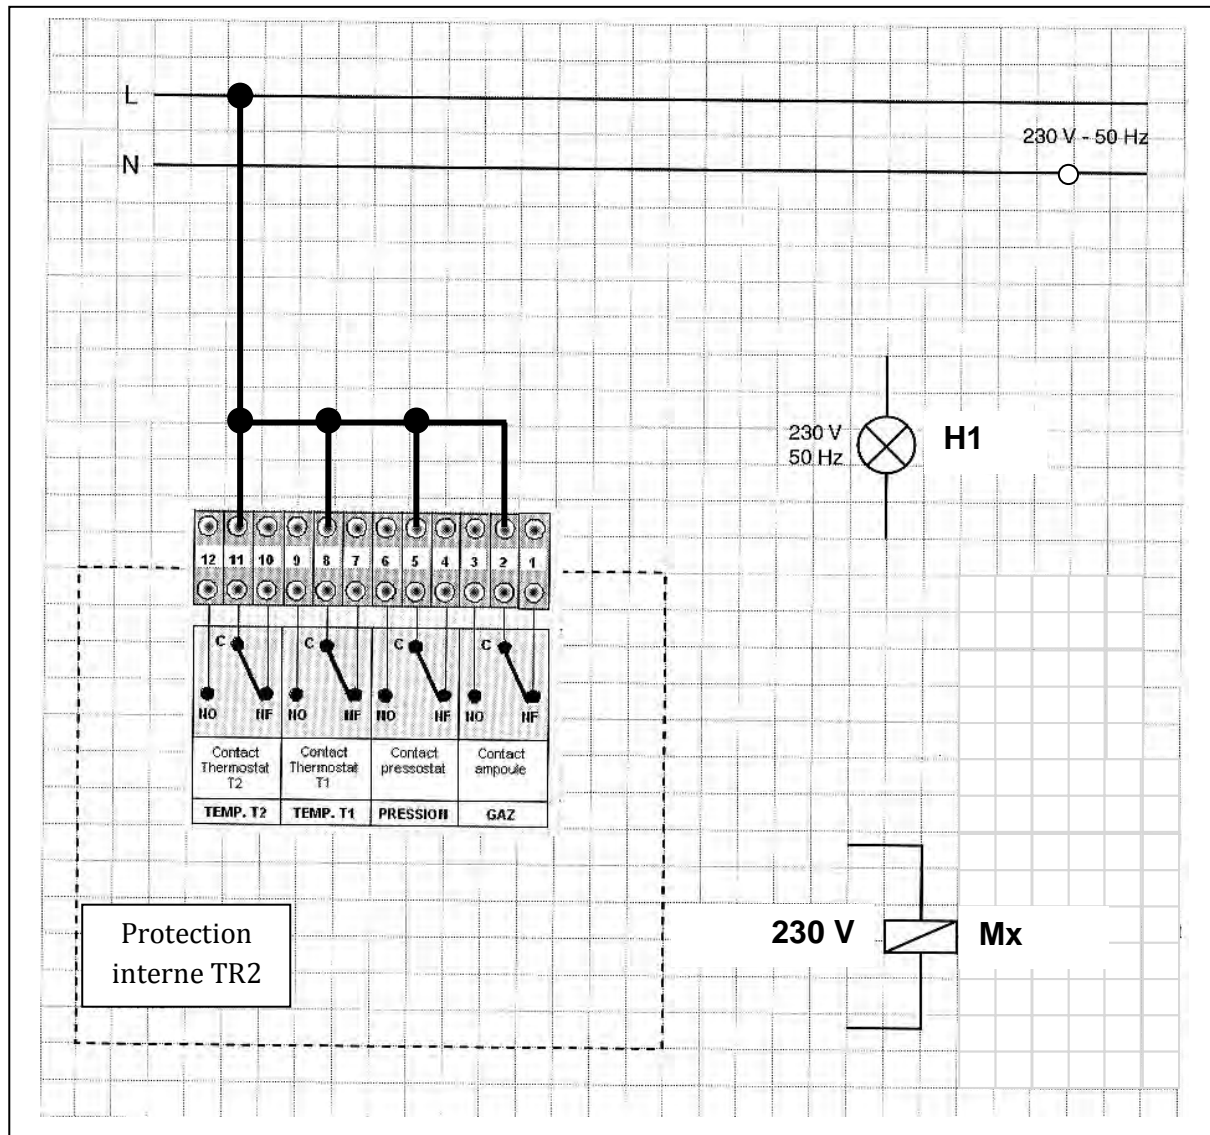 L
230 V - 50 Hz
N
230 V
50 Hz
H1
12 11 10 9 8 7 6 5 4 3 2 1
C C C C
NO NF NO NF NO NF NO NF
Contact Thermostat T2
Contact Thermostat T1
Contact pressostat
Contact ampoule
TEMP. T2 TEMP. T1 PRESSION GAZ
Protection
interne TR2
230 V Mx